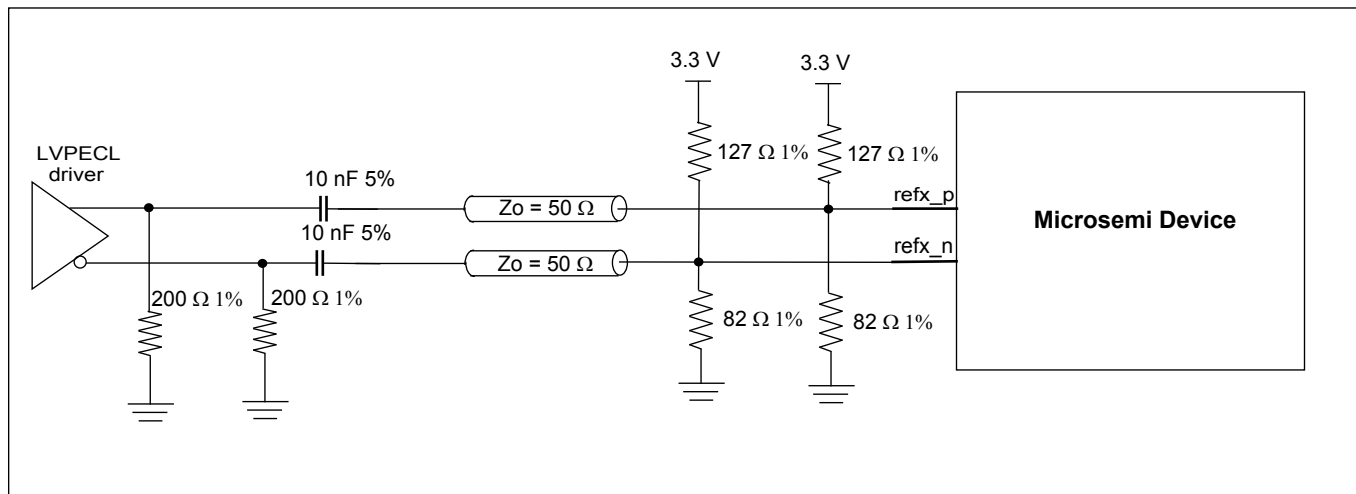 3.3 V
3.3 V
LVPECL
driver
127 Ω 1%
127 Ω 1%
10 nF 5%
Zo = 50 Ω
refx_p
Microsemi Device
10 nF 5%
Zo = 50 Ω
refx_n
200 Ω 1%
200 Ω 1%
82 Ω 1%
82 Ω 1%